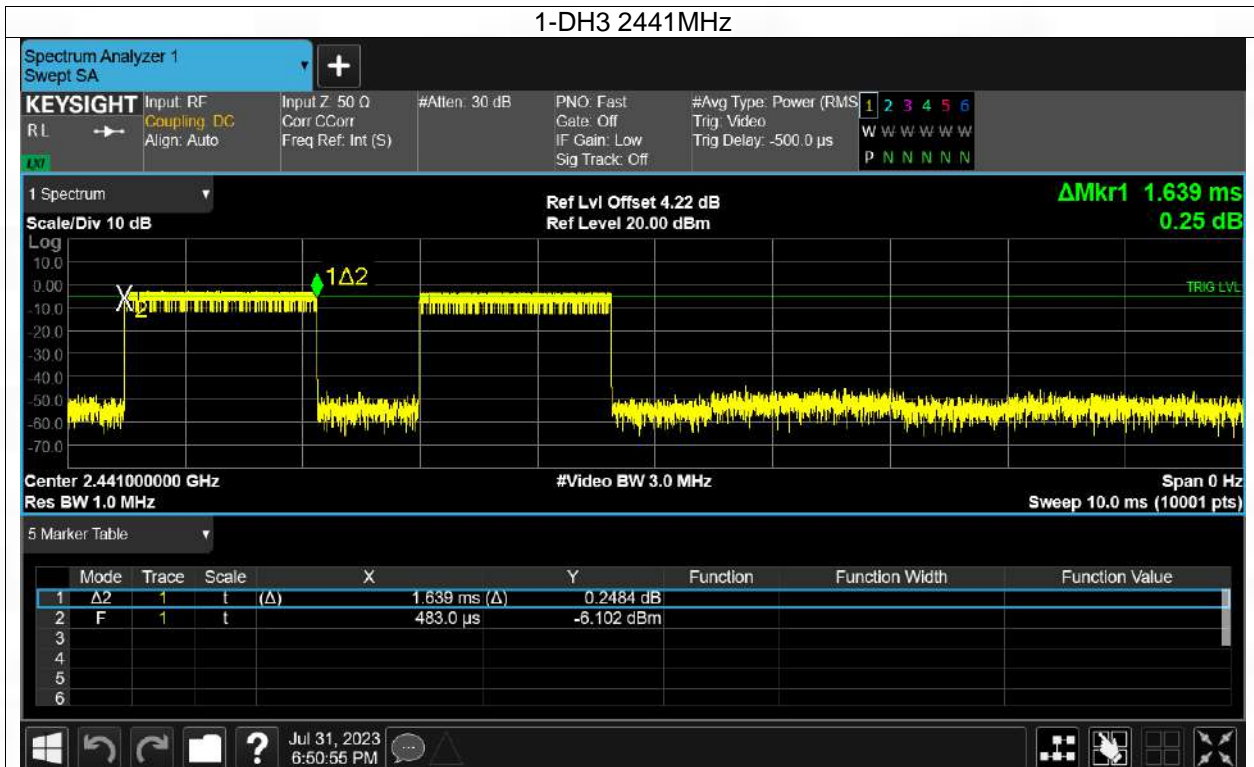 1-DH3 2441MHz
Spectrum Analyzer 1
Swept SA
+
KEYSIGHT Input: RF Input Z: 50 Ω #Atten: 30 dB PNO: Fast #Avg Type: Power (RMS 1 2 3 4 5 6
RL Coupling: DC Corr CCorr Gate: Off Trig: Video W W W W W W
Align: Auto Freq Ref: Int (S) IF Gain: Low Trig Delay: -500.0 µs
LXI Sig Track: Off P N N N N N
1 Spectrum Ref Lvl Offset 4.22 dB ΔMkr1 1.639 ms
Scale/Div 10 dB Ref Level 20.00 dBm 0.25 dB
Log
10.0
0.00 1Δ2 TRIG LVL
-10.0 X2
-20.0
-30.0
-40.0
-50.0
-60.0
-70.0
Center 2.441000000 GHz #Video BW 3.0 MHz Span 0 Hz
Res BW 1.0 MHz Sweep 10.0 ms (10001 pts)
5 Marker Table
Mode Trace Scale X Y Function Function Width Function Value
1 Δ2 1 t (Δ) 1.639 ms (Δ) 0.2484 dB
2 F 1 t 483.0 µs -6.102 dBm
3
4
5
6
? Jul 31, 2023
6:50:55 PM